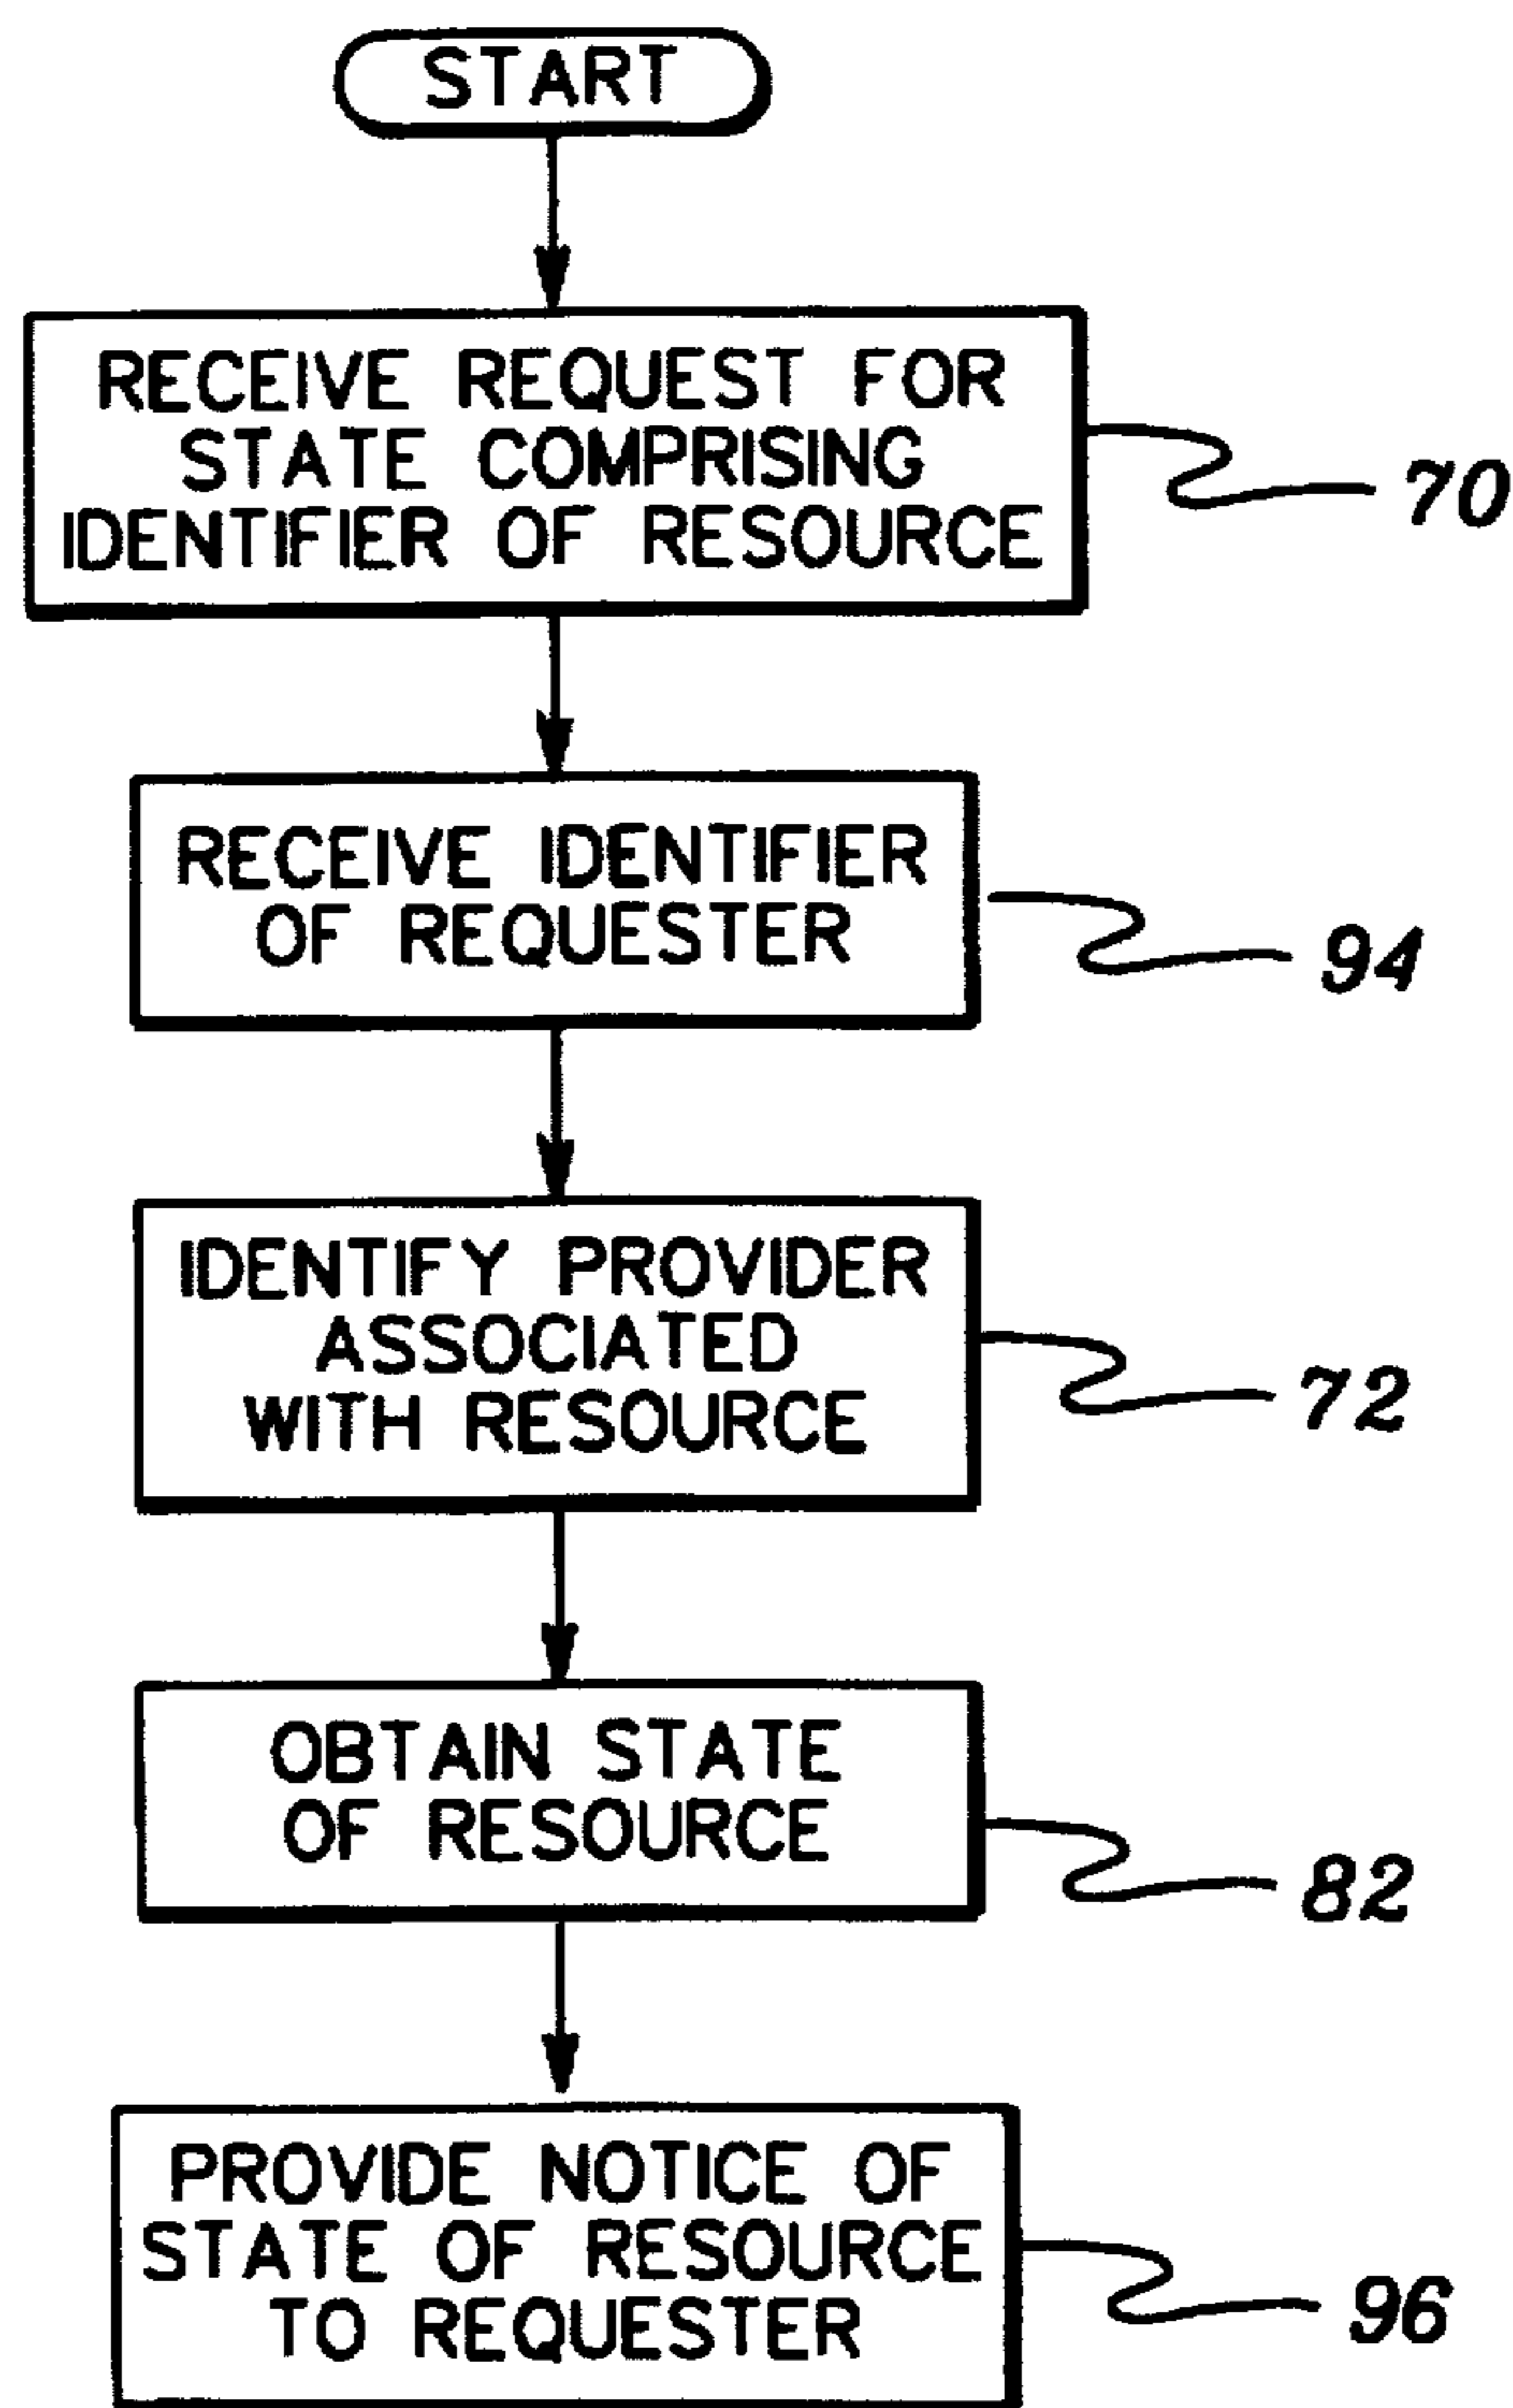 START
RECEIVE REQUEST FOR
STATE COMPRISING
IDENTIFIER OF RESOURCE
70
RECEIVE IDENTIFIER
OF REQUESTER
94
IDENTIFY PROVIDER
ASSOCIATED
WITH RESOURCE
72
OBTAIN STATE
OF RESOURCE
82
PROVIDE NOTICE OF
STATE OF RESOURCE
TO REQUESTER
96